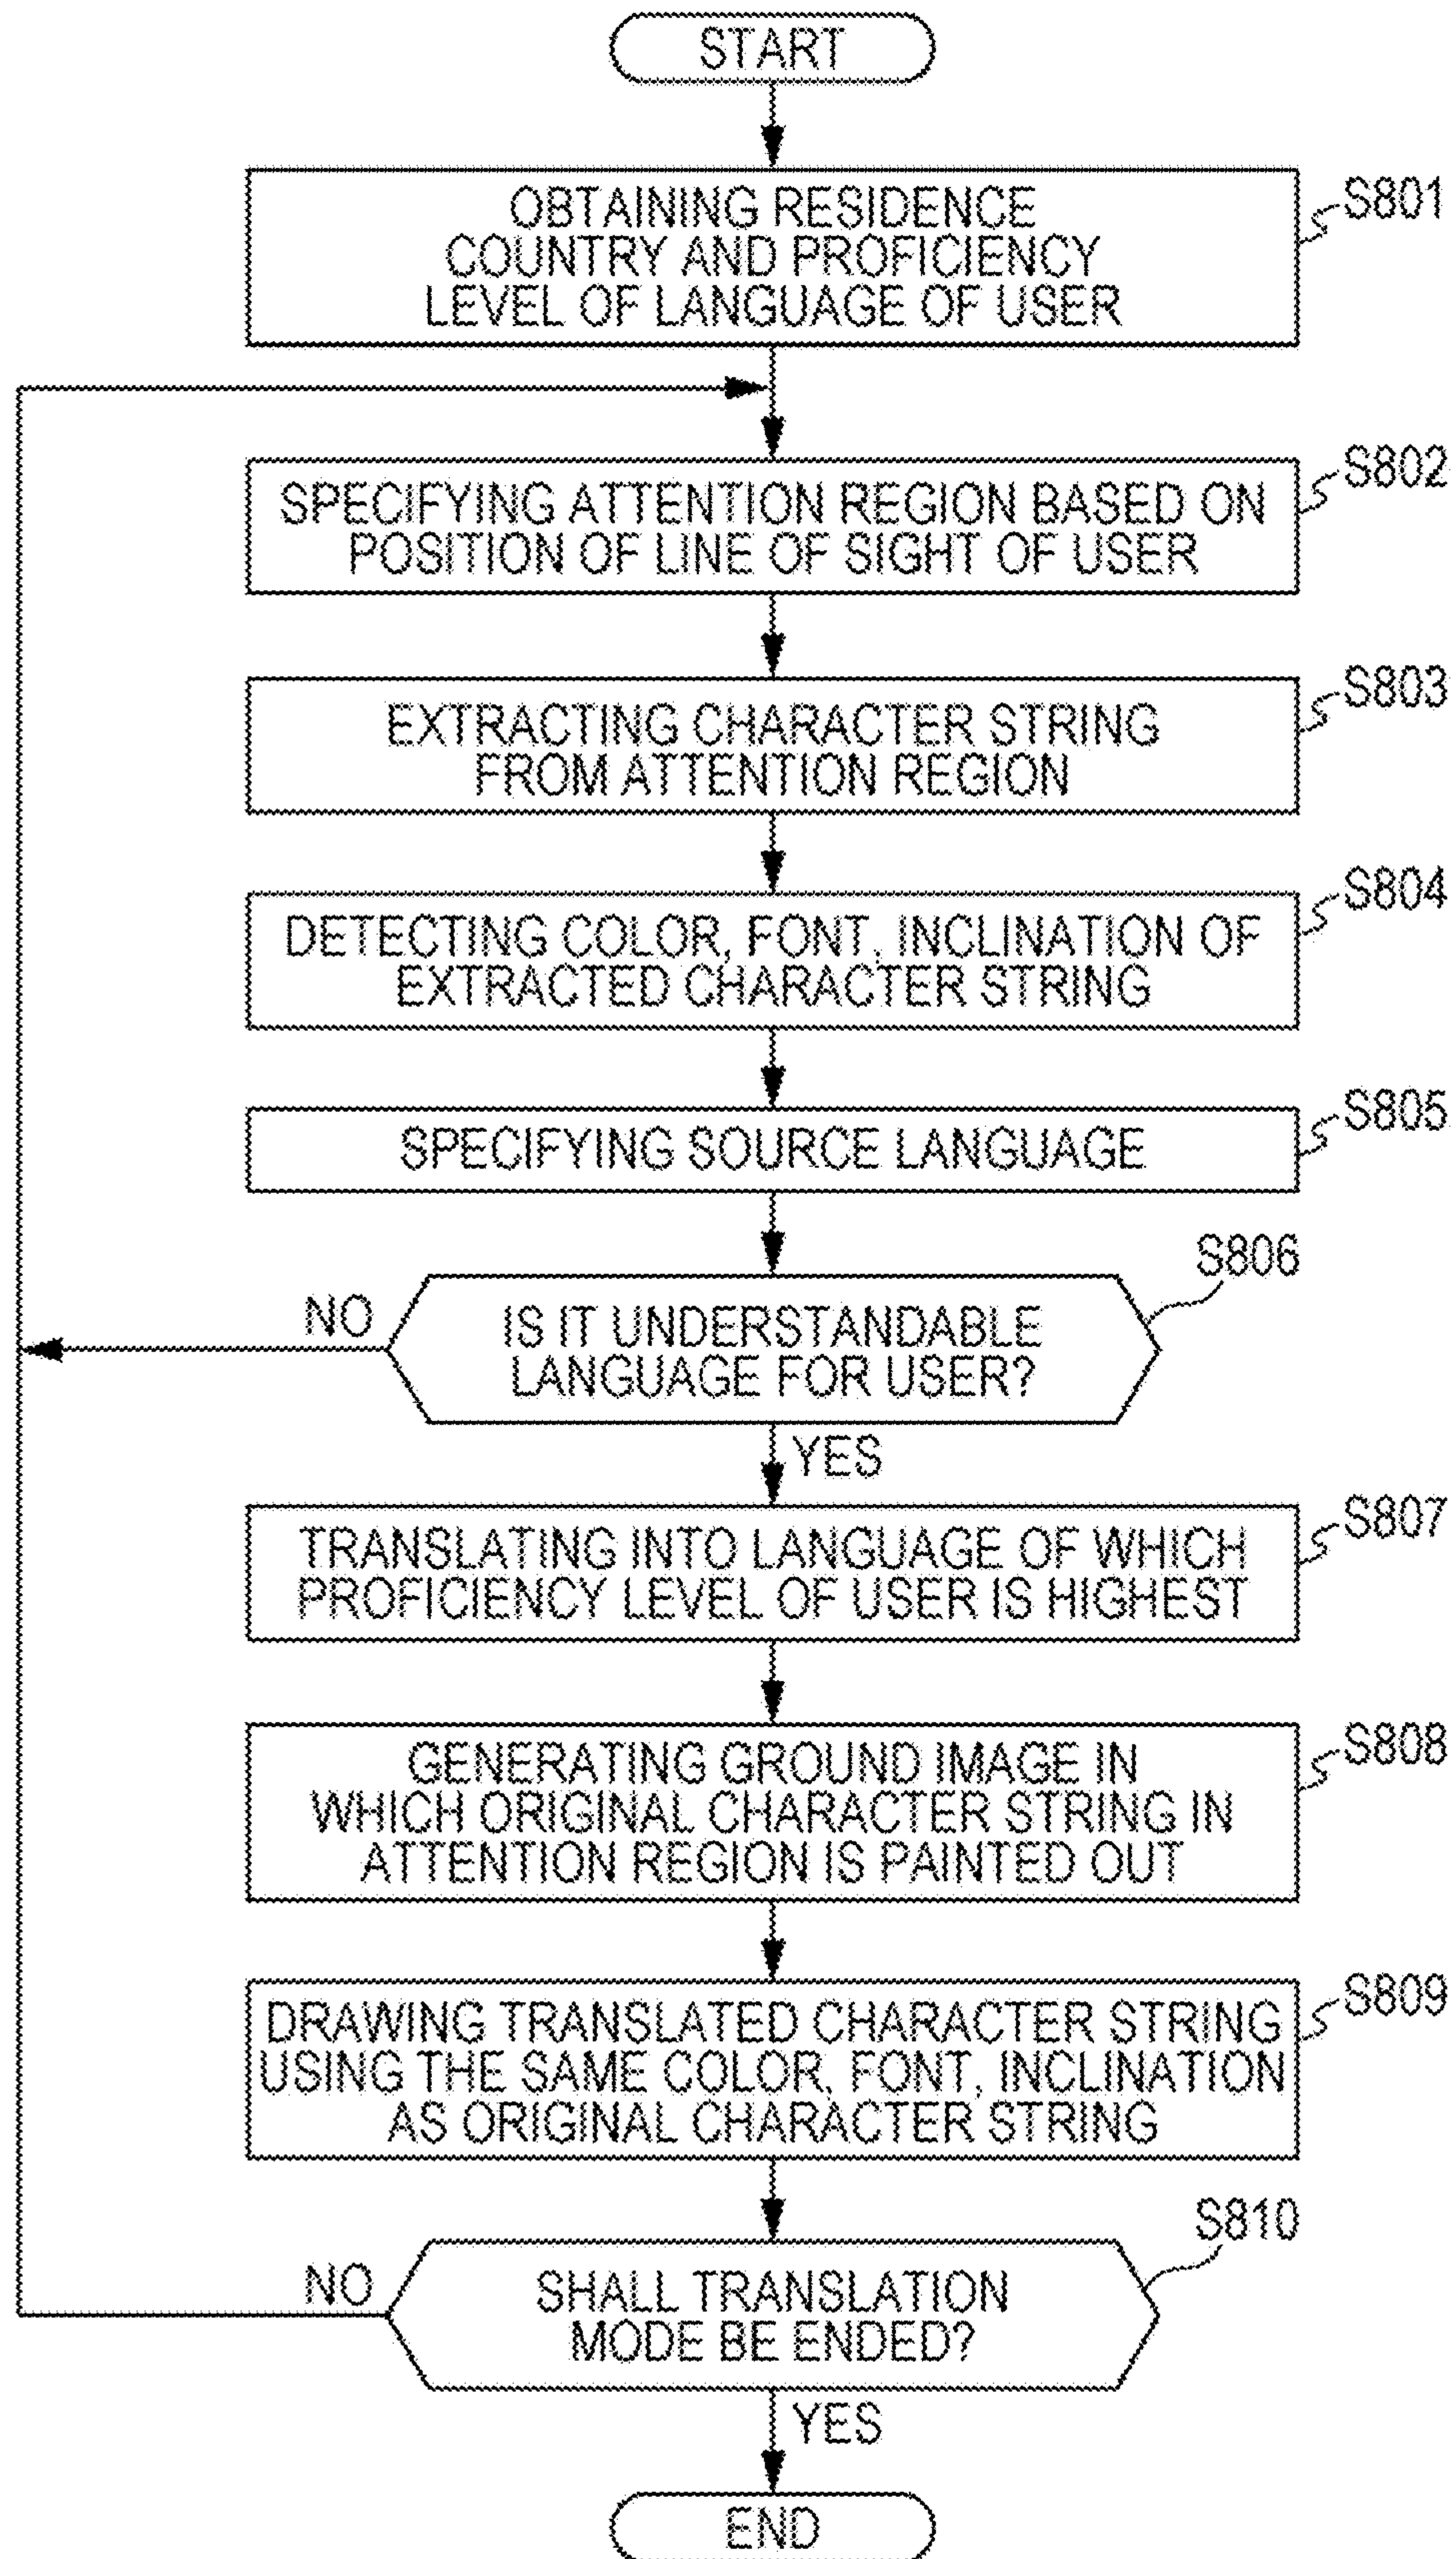 START
OBTAINING RESIDENCE
COUNTRY AND PROFICIENCY
LEVEL OF LANGUAGE OF USER
S801
SPECIFYING ATTENTION REGION BASED ON
POSITION OF LINE OF SIGHT OF USER
S802
EXTRACTING CHARACTER STRING
FROM ATTENTION REGION
S803
DETECTING COLOR, FONT, INCLINATION OF
EXTRACTED CHARACTER STRING
S804
SPECIFYING SOURCE LANGUAGE
S805
S806
NO
IS IT UNDERSTANDABLE
LANGUAGE FOR USER?
YES
TRANSLATING INTO LANGUAGE OF WHICH
PROFICIENCY LEVEL OF USER IS HIGHEST
S807
GENERATING GROUND IMAGE IN
WHICH ORIGINAL CHARACTER STRING IN
ATTENTION REGION IS PAINTED OUT
S808
DRAWING TRANSLATED CHARACTER STRING
USING THE SAME COLOR, FONT, INCLINATION
AS ORIGINAL CHARACTER STRING
S809
S810
NO
SHALL TRANSLATION
MODE BE ENDED?
YES
END